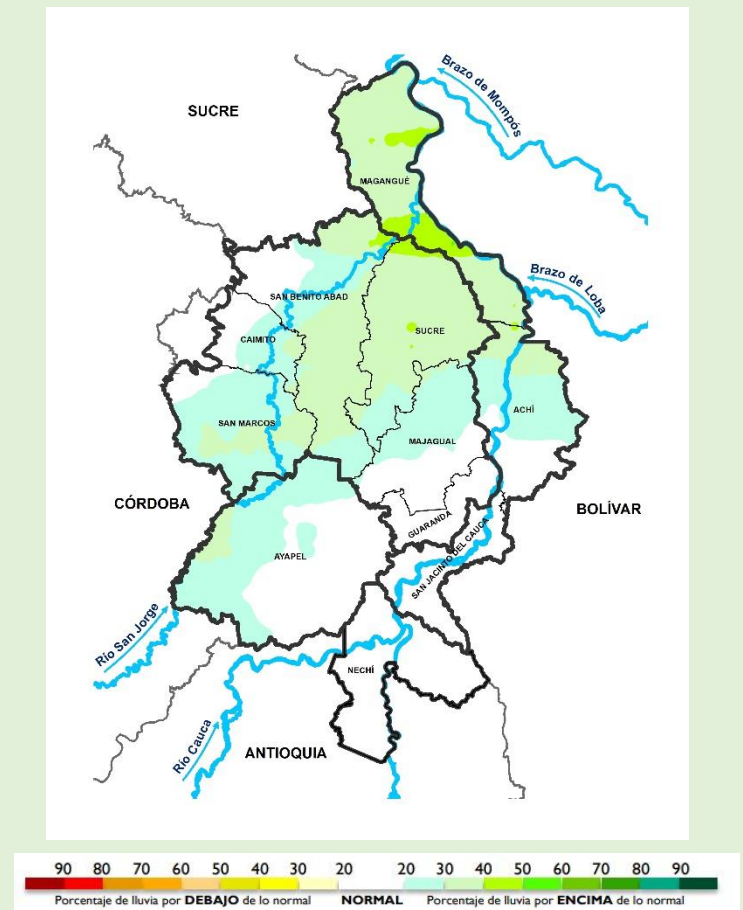 Brazo de Mompós
SUCRE
MAGANGUÉ
Brazo de Loba
SAN BENITO ABAD
SUCRE
CAIMITO
ACHÍ
SAN MARCOS
MAJAGUAL
CÓRDOBA
BOLÍVAR
GUARANDA
SAN JACINTO DEL CAUCA
AYAPEL
Río San Jorge
NECHÍ
Río Cauca
ANTIOQUIA
90 80 70 60 50 40 30 20 20 30 40 50 60 70 80 90
Porcentaje de lluvia por DEBAJO de lo normal NORMAL Porcentaje de lluvia por ENCIMA de lo normal